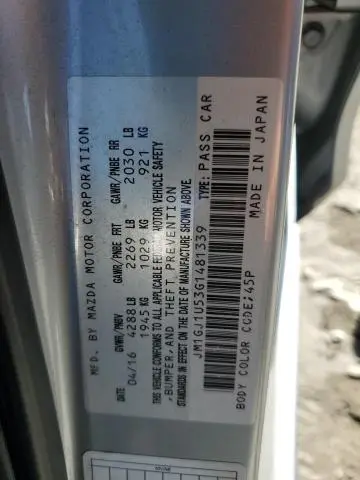 MFD. BY MAZDA MOTOR CORPORATION
DATE GVWR/PNBV GAWR/PNBE FRT GAWR/PNBE RR
04/16 4288 LB 2269 LB 2030 LB
1945 KG 1029 KG 921 KG
THIS VEHICLE CONFORMS TO ALL APPLICABLE FEDERAL MOTOR VEHICLE SAFETY
,BUMPER,AND THEFT PREVENTION
STANDARDS IN EFFECT ON THE DATE OF MANUFACTURE SHOWN ABOVE
JM1GJ1U53G1481339 TYPE: PASS CAR
BODY COLOR CODE;45P MADE IN JAPAN